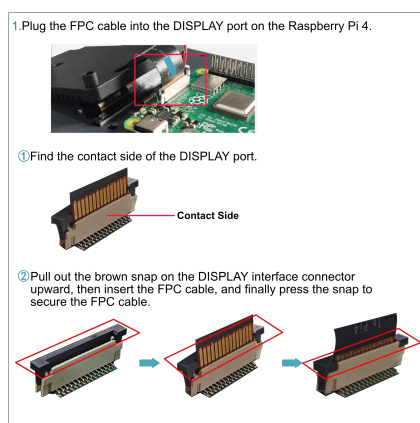 1.Plug the FPC cable into the DISPLAY port on the Raspberry Pi 4.
①Find the contact side of the DISPLAY port.
Contact Side
②Pull out the brown snap on the DISPLAY interface connector
upward, then insert the FPC cable, and finally press the snap to
secure the FPC cable.